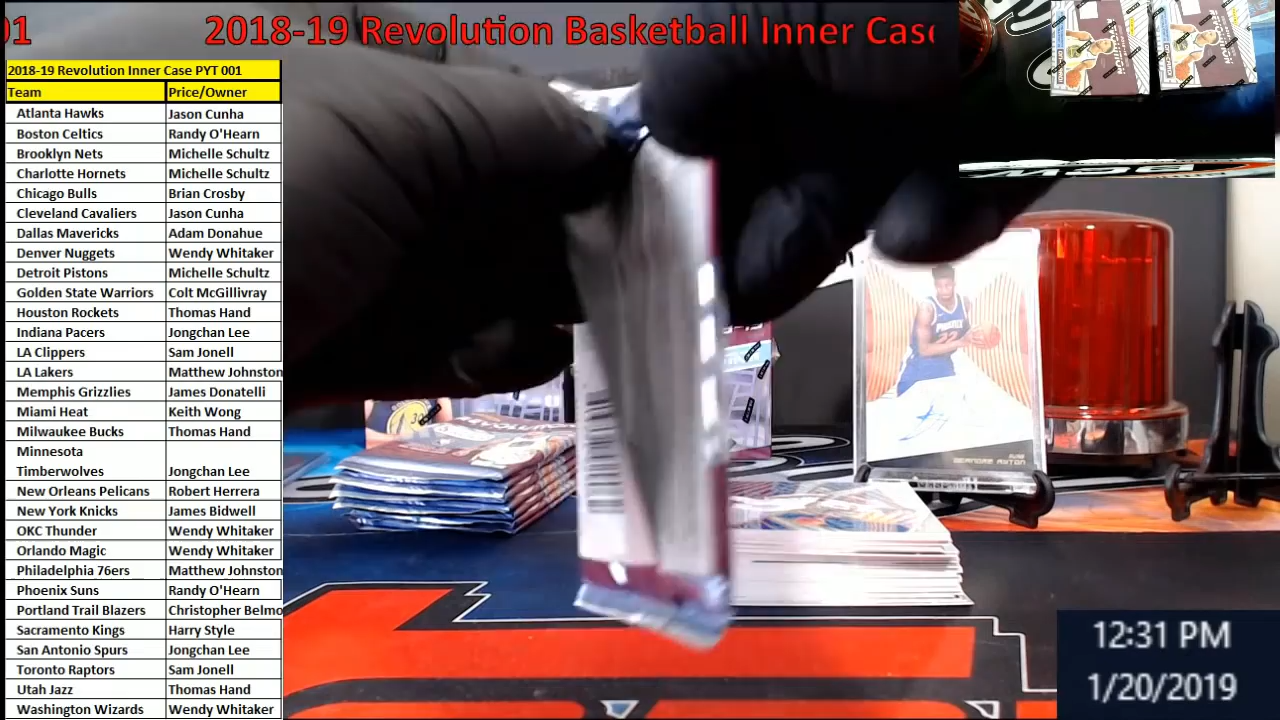 01 2018-19 Revolution Basketball Inner Cas
2018-19 Revolution Inner Case PYT 001
Team Price/Owner
Atlanta Hawks Jason Cunha
Boston Celtics Randy O'Hearn
Brooklyn Nets Michelle Schultz
Charlotte Hornets Michelle Schultz
Chicago Bulls Brian Crosby
Cleveland Cavaliers Jason Cunha
Dallas Mavericks Adam Donahue
Denver Nuggets Wendy Whitaker
Detroit Pistons Michelle Schultz
Golden State Warriors Colt McGillivray
Houston Rockets Thomas Hand
Indiana Pacers Jongchan Lee
LA Clippers Sam Jonell
LA Lakers Matthew Johnston
Memphis Grizzlies James Donatelli
Miami Heat Keith Wong
Milwaukee Bucks Thomas Hand
Minnesota
Timberwolves Jongchan Lee
New Orleans Pelicans Robert Herrera
New York Knicks James Bidwell
OKC Thunder Wendy Whitaker
Orlando Magic Wendy Whitaker
Philadelphia 76ers Matthew Johnston
Phoenix Suns Randy O'Hearn
Portland Trail Blazers Christopher Belmo
Sacramento Kings Harry Style
San Antonio Spurs Jongchan Lee
Toronto Raptors Sam Jonell
Utah Jazz Thomas Hand
Washington Wizards Wendy Whitaker
PHOENIX
22
DEANDRE AYTON
12:31 PM
1/20/2019